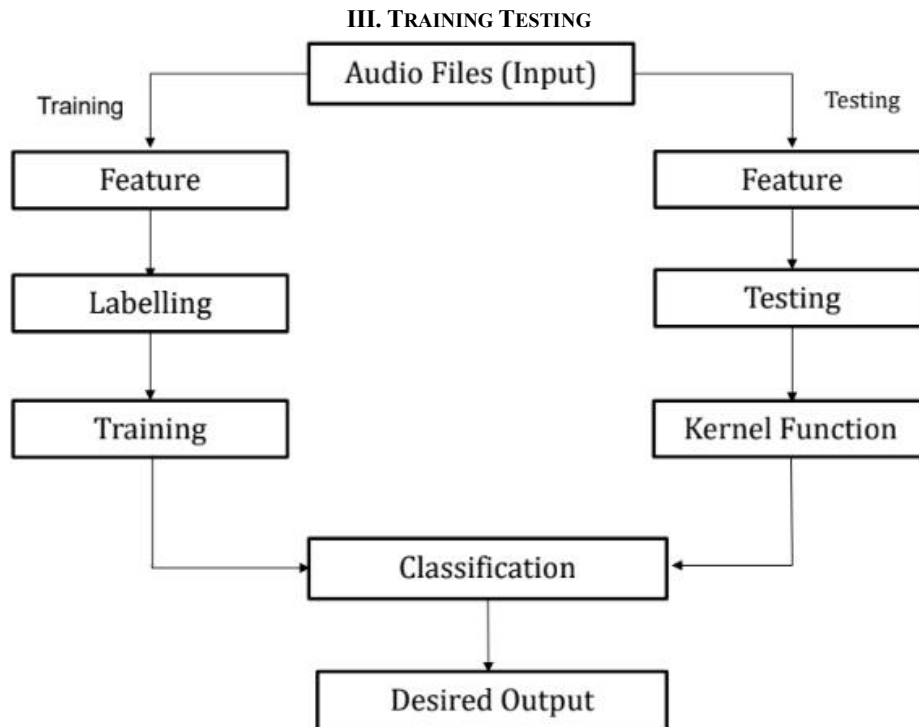 III. TRAINING TESTING
Audio Files (Input)
Training
Testing
Feature
Feature
Labelling
Testing
Training
Kernel Function
Classification
Desired Output